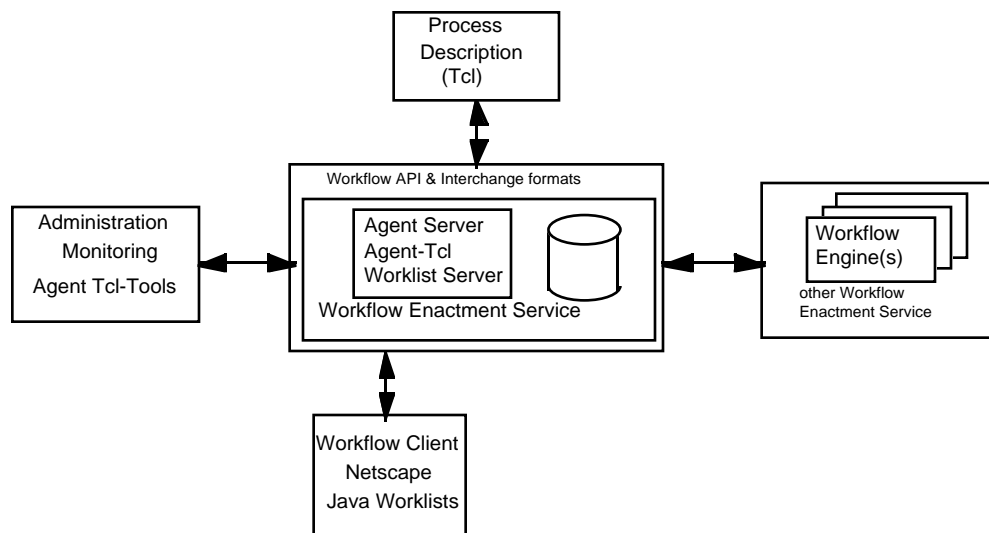 Process
Description
(Tcl)
Workflow API & Interchange formats
Administration
Monitoring
Agent Tcl-Tools
Agent Server
Agent-Tcl
Worklist Server
Workflow Enactment Service
Workflow
Engine(s)
other Workflow
Enactment Service
Workflow Client
Netscape
Java Worklists